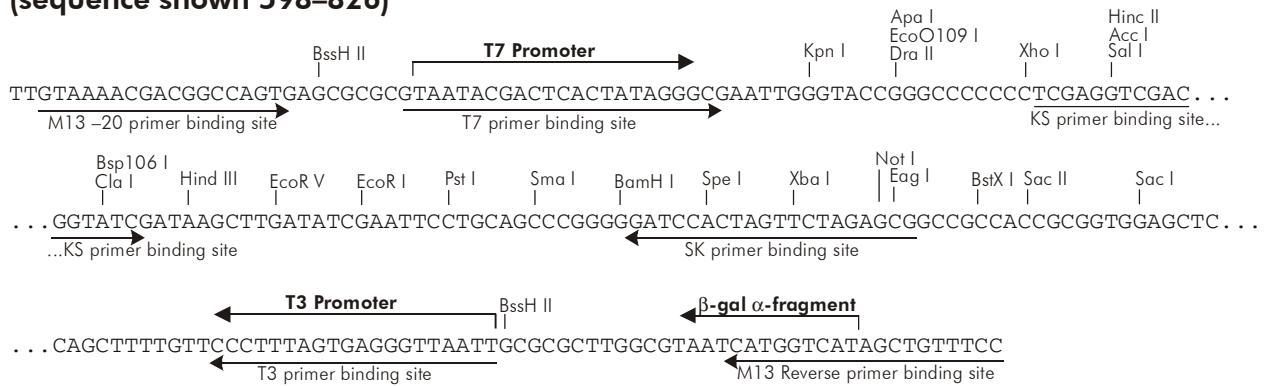 (sequence shown 598–826)
Apa I
Hinc II
EcoO109 I
Acc I
BssH II
T7 Promoter
Kpn I
Dra II
Xho I
Sal I
TTGTAAAACGACGGCCAGTGAGCGCGCGTAATACGACTCACTATAGGGCGAATTGGGTACCGGGCCCCCCCTCGAGGTCGAC...
M13 –20 primer binding site
T7 primer binding site
KS primer binding site...
Bsp106 I
Not I
Cla I
Hind III
EcoR V
EcoR I
Pst I
Sma I
BamH I
Spe I
Xba I
Eag I
BstX I
Sac II
Sac I
...GGTATCGATAAGCTTGATATCGAATTCCTGCAGCCCGGGGGATCCACTAGTTCTAGAGCGGCCGCCACCGCGGTGGAGCTC...
...KS primer binding site
SK primer binding site
T3 Promoter
BssH II
β-gal α-fragment
...CAGCTTTTGTTCCCTTTAGTGAGGGTTAATTGCGCGCTTGGCGTAATCATGGTCATAGCTGTTTCC
T3 primer binding site
M13 Reverse primer binding site